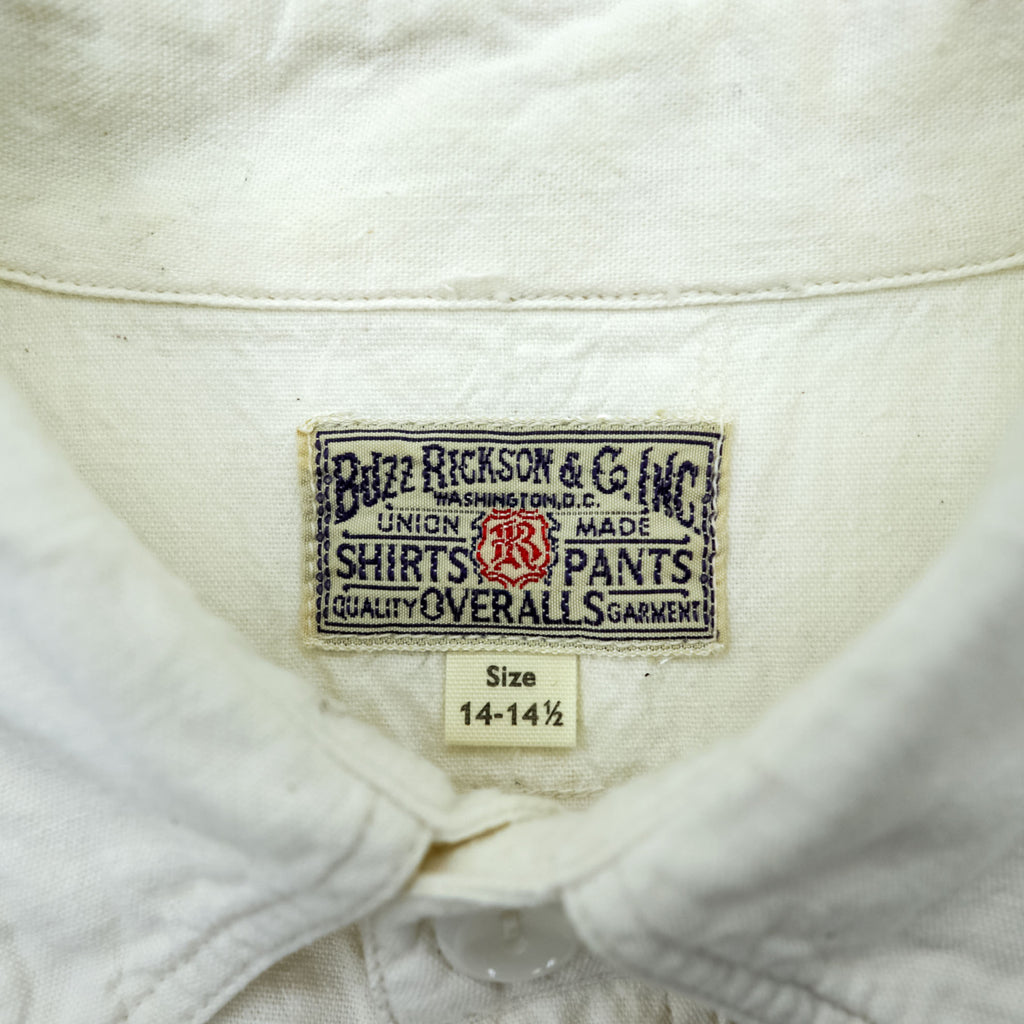 BUZZ RICKSON & CO. INC.
WASHINGTON, D.C.
UNION MADE
SHIRTS R PANTS
QUALITY OVERALLS GARMENT
Size
14-14½